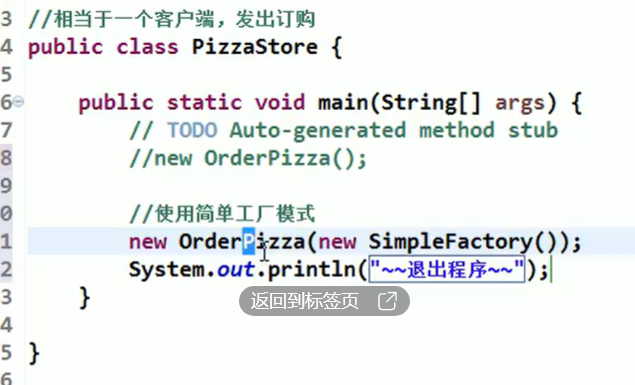 3 //相当于一个客户端，发出订购
4 public class PizzaStore {
5
6 public static void main(String[] args) {
7 // TODO Auto-generated method stub
8 //new OrderPizza();
9
0 //使用简单工厂模式
1 new OrderPizza(new SimpleFactory());
2 System.out.println("~~退出程序~~");
3 }
返回到标签页
4
5 }
6